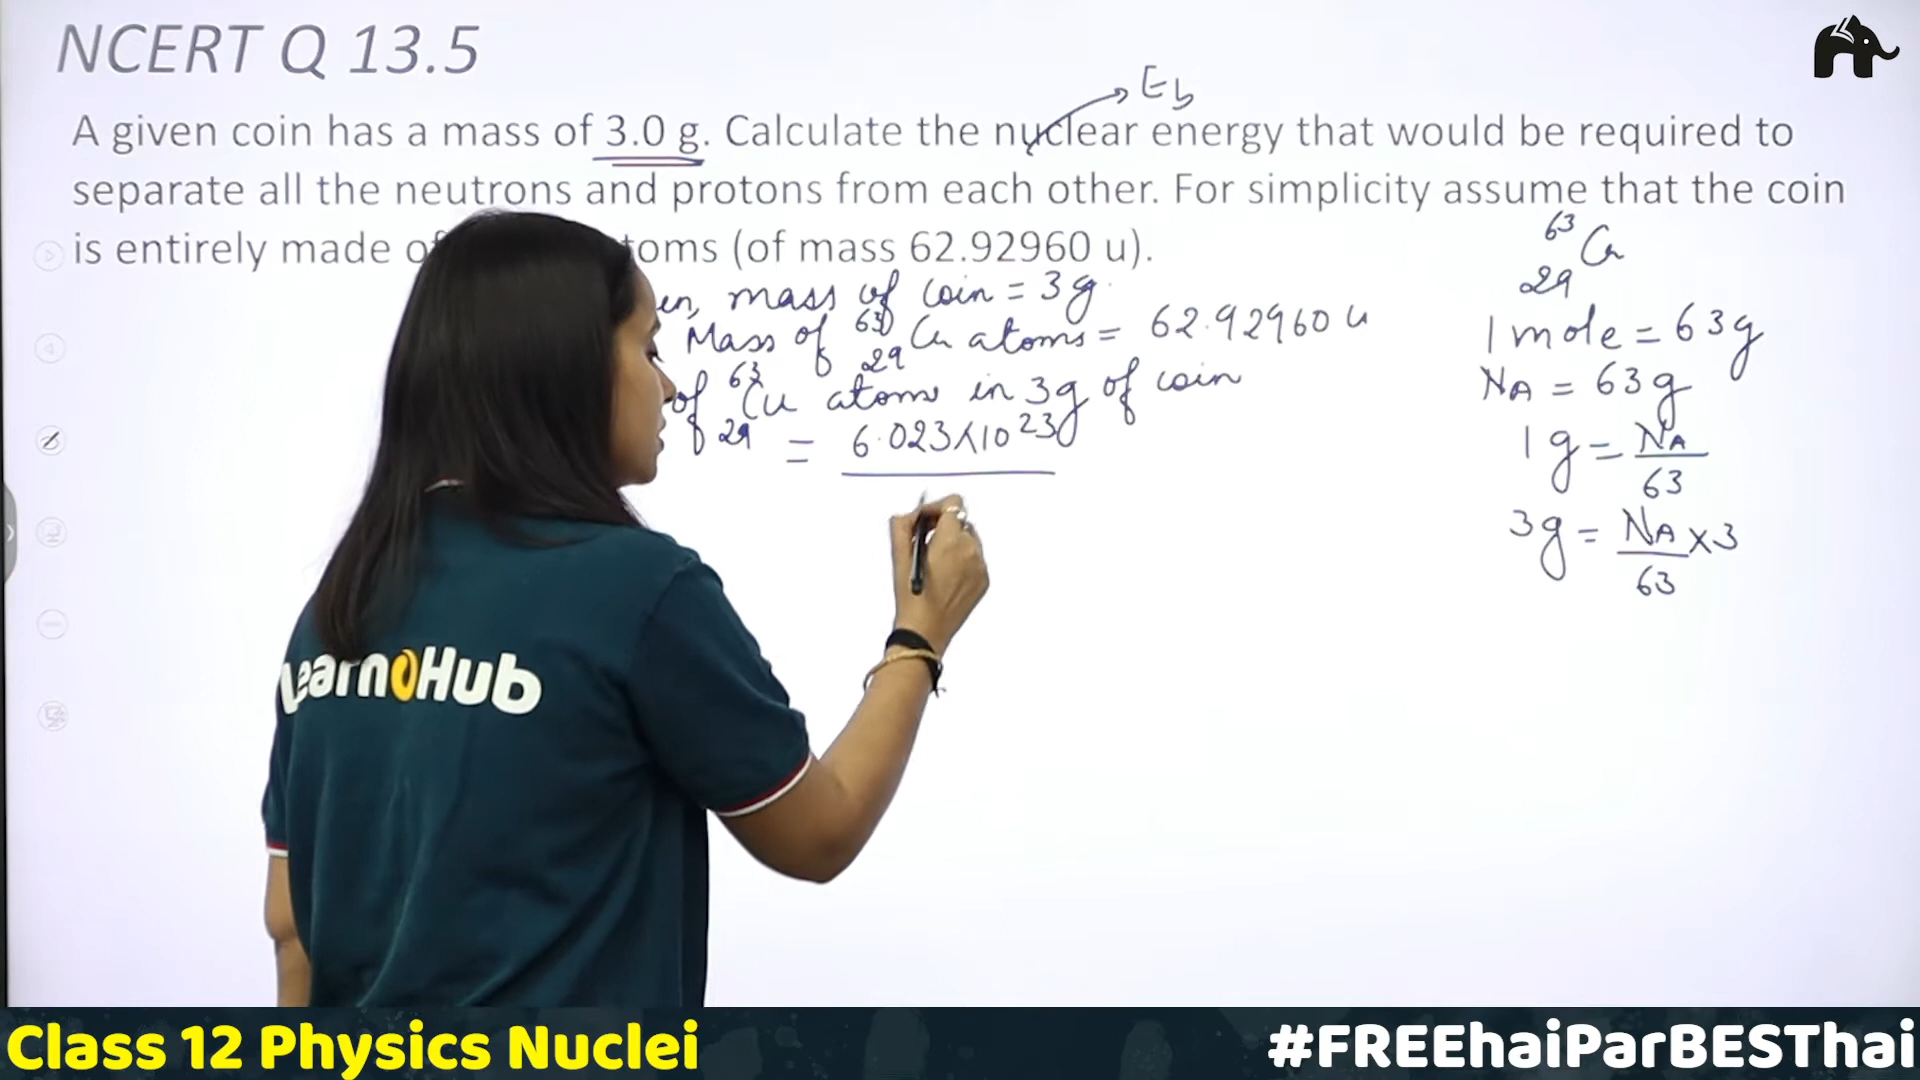 NCERT Q 13.5
Eb
A given coin has a mass of 3.0 g. Calculate the nuclear energy that would be required to
separate all the neutrons and protons from each other. For simplicity assume that the coin
is entirely made of toms (of mass 62.92960 u).
en, mass of coin = 3g.
Mass of 63 29 Cu atoms = 62.92960 u
of 63 29 Cu atoms in 3g of coin
= 6.023×10^23
63 29 Cu
1 mole = 63g
NA = 63g
1g = NA/63
3g = NA/63 ×3
LearnoHub
Class 12 Physics Nuclei
#FREEhaiParBESThai